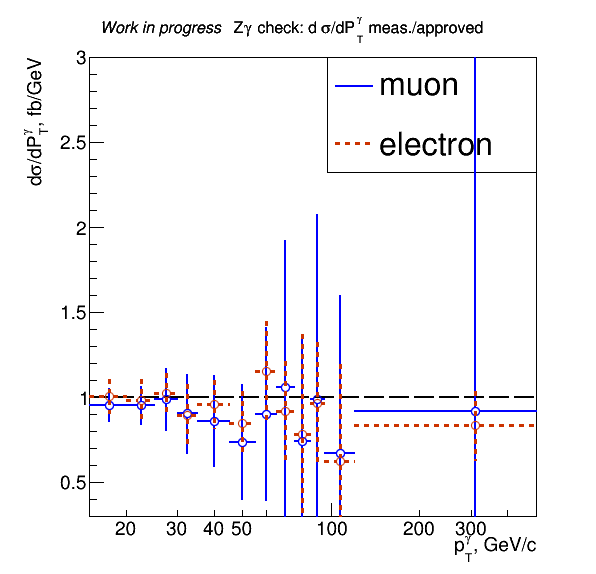 Work in progress Zγ check: d σ/dP_T^γ meas./approved
dσ/dP_T^γ, fb/GeV
3
2.5
2
1.5
1
0.5
muon
electron
20 30 40 50 100 200 300
p_T^γ, GeV/c